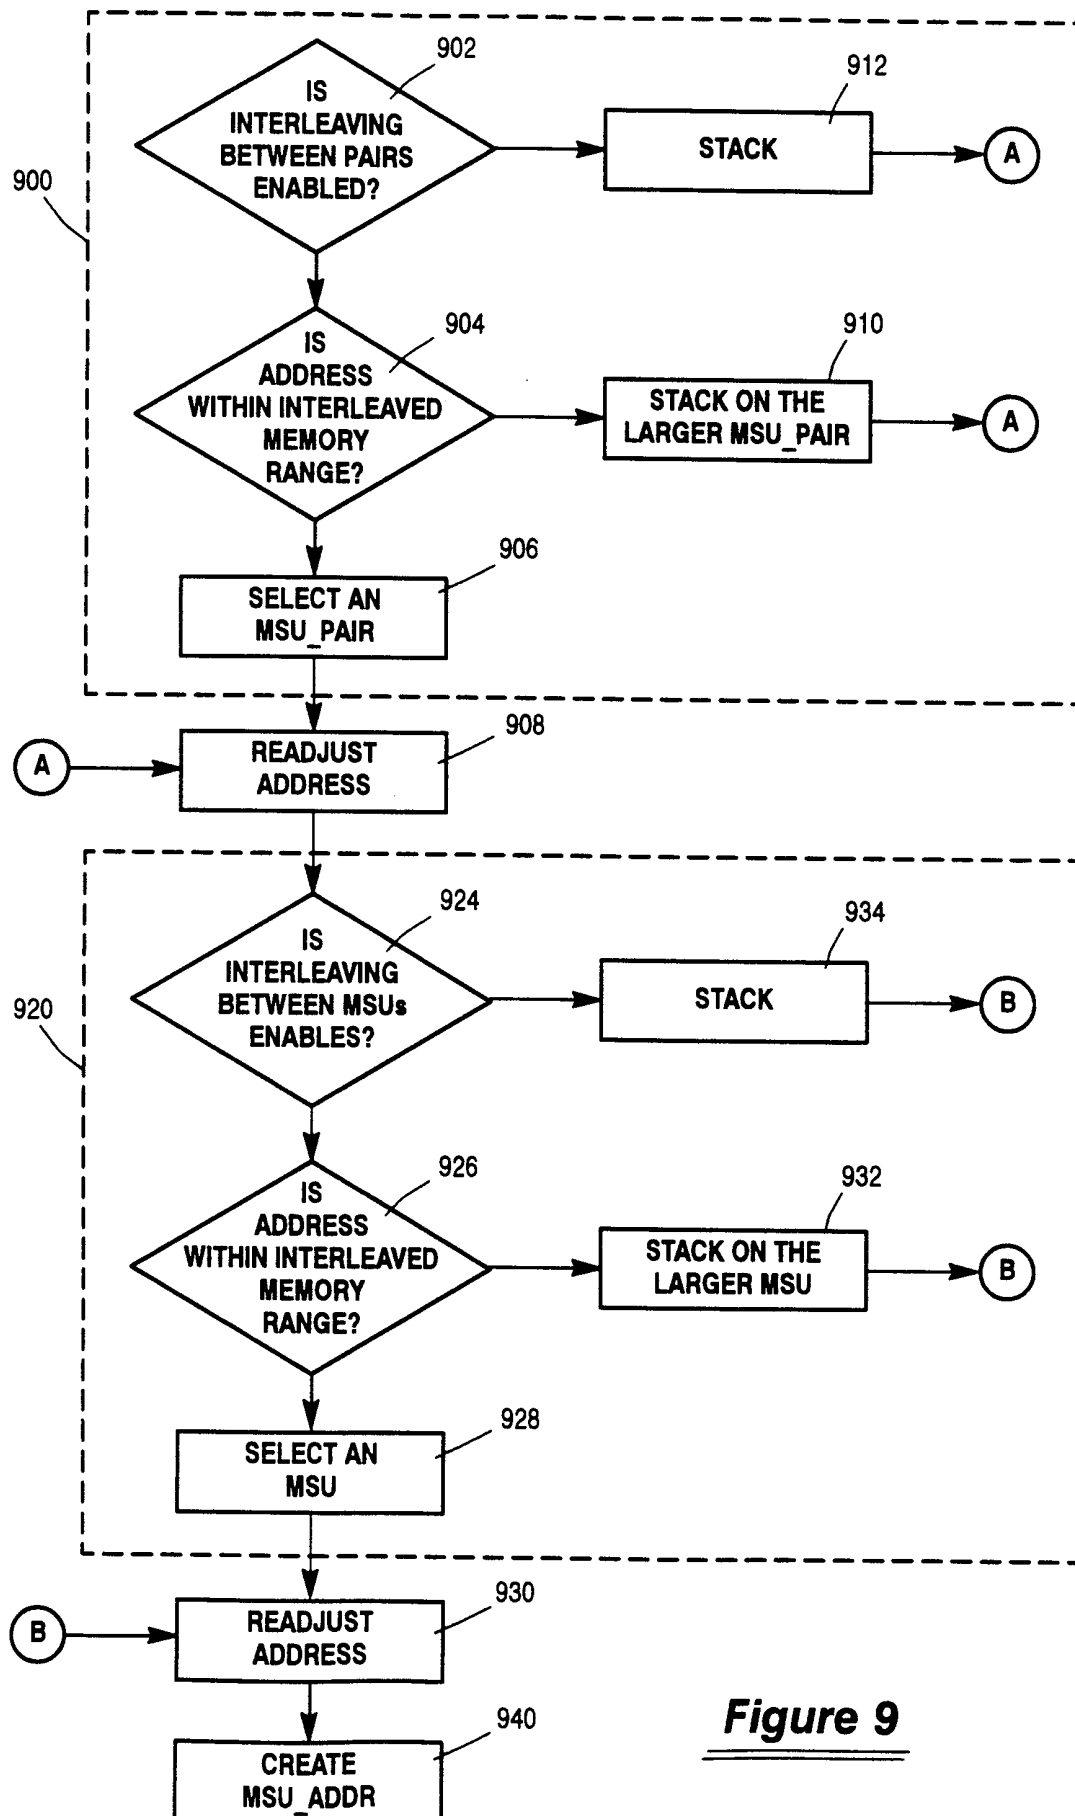 902
IS
INTERLEAVING
BETWEEN PAIRS
ENABLED?
912
STACK
A
900
904
IS
ADDRESS
WITHIN INTERLEAVED
MEMORY
RANGE?
910
STACK ON THE
LARGER MSU_PAIR
A
906
SELECT AN
MSU_PAIR
908
A
READJUST
ADDRESS
924
IS
INTERLEAVING
BETWEEN MSUs
ENABLES?
934
STACK
B
920
926
IS
ADDRESS
WITHIN INTERLEAVED
MEMORY
RANGE?
932
STACK ON THE
LARGER MSU
B
928
SELECT AN
MSU
930
B
READJUST
ADDRESS
940
CREATE
MSU_ADDR
Figure 9